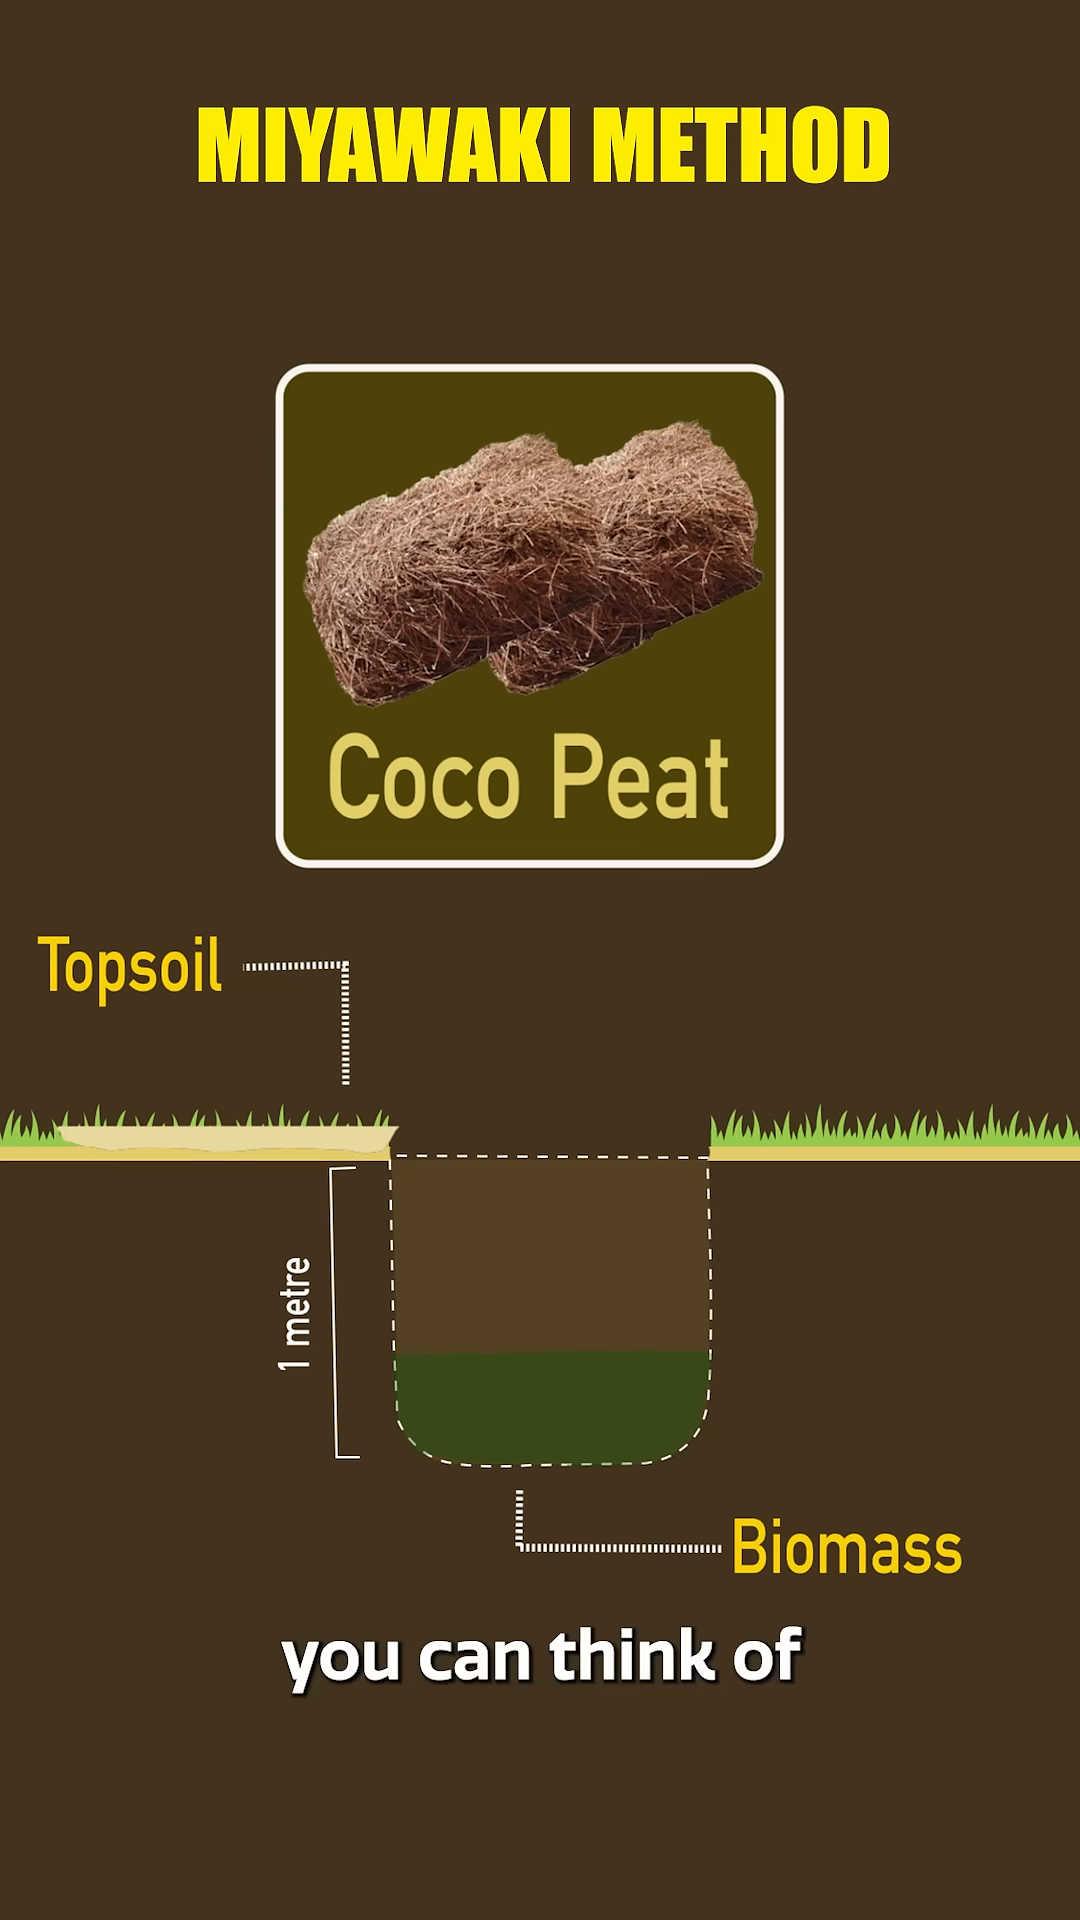 MIYAWAKI METHOD
Coco Peat
Topsoil
1 metre
Biomass
you can think of